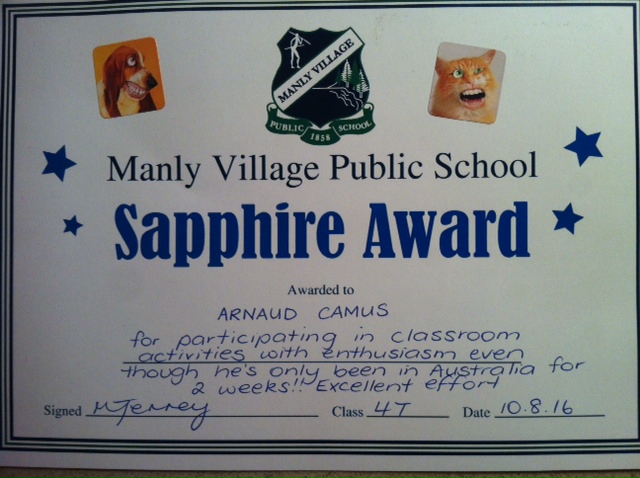 MANLY VILLAGE
PUBLIC SCHOOL
1858
Manly Village Public School
Sapphire Award
Awarded to
ARNAUD CAMUS
for participating in classroom
activities with enthusiasm even
though he's only been in Australia for
2 weeks!! Excellent effort
Signed MJerrey Class 4T Date 10.8.16